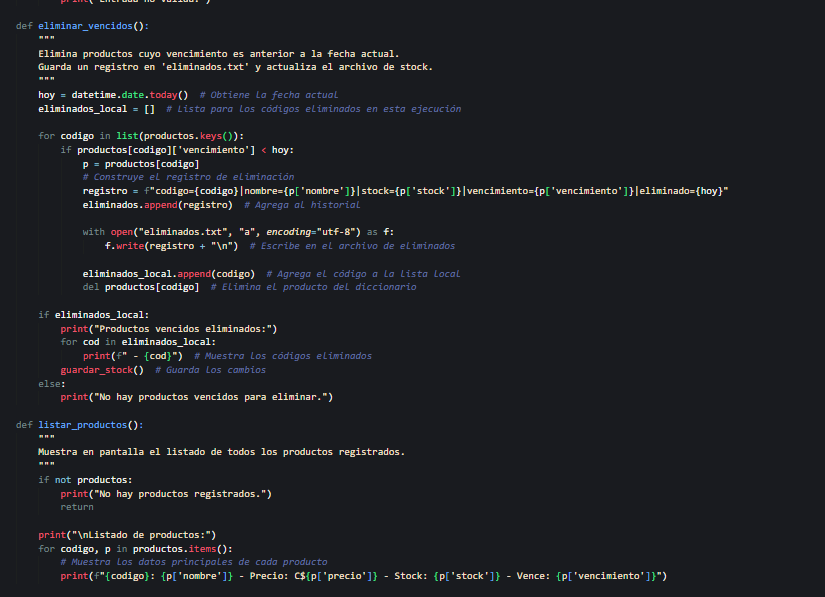 print("Entrada no válida.")
def eliminar_vencidos():
"""
Elimina productos cuyo vencimiento es anterior a la fecha actual.
Guarda un registro en 'eliminados.txt' y actualiza el archivo de stock.
"""
hoy = datetime.date.today()  # Obtiene la fecha actual
eliminados_local = []  # Lista para los códigos eliminados en esta ejecución
for codigo in list(productos.keys()):
if productos[codigo]['vencimiento'] < hoy:
p = productos[codigo]
# Construye el registro de eliminación
registro = f"codigo={codigo}|nombre={p['nombre']}|stock={p['stock']}|vencimiento={p['vencimiento']}|eliminado={hoy}"
eliminados.append(registro)  # Agrega al historial
with open("eliminados.txt", "a", encoding="utf-8") as f:
f.write(registro + "\n")  # Escribe en el archivo de eliminados
eliminados_local.append(codigo)  # Agrega el código a la lista local
del productos[codigo]  # Elimina el producto del diccionario
if eliminados_local:
print("Productos vencidos eliminados:")
for cod in eliminados_local:
print(f" - {cod}")  # Muestra los códigos eliminados
guardar_stock()  # Guarda los cambios
else:
print("No hay productos vencidos para eliminar.")
def listar_productos():
"""
Muestra en pantalla el listado de todos los productos registrados.
"""
if not productos:
print("No hay productos registrados.")
return
print("\nListado de productos:")
for codigo, p in productos.items():
# Muestra los datos principales de cada producto
print(f"{codigo}: {p['nombre']} - Precio: C${p['precio']} - Stock: {p['stock']} - Vence: {p['vencimiento']}")